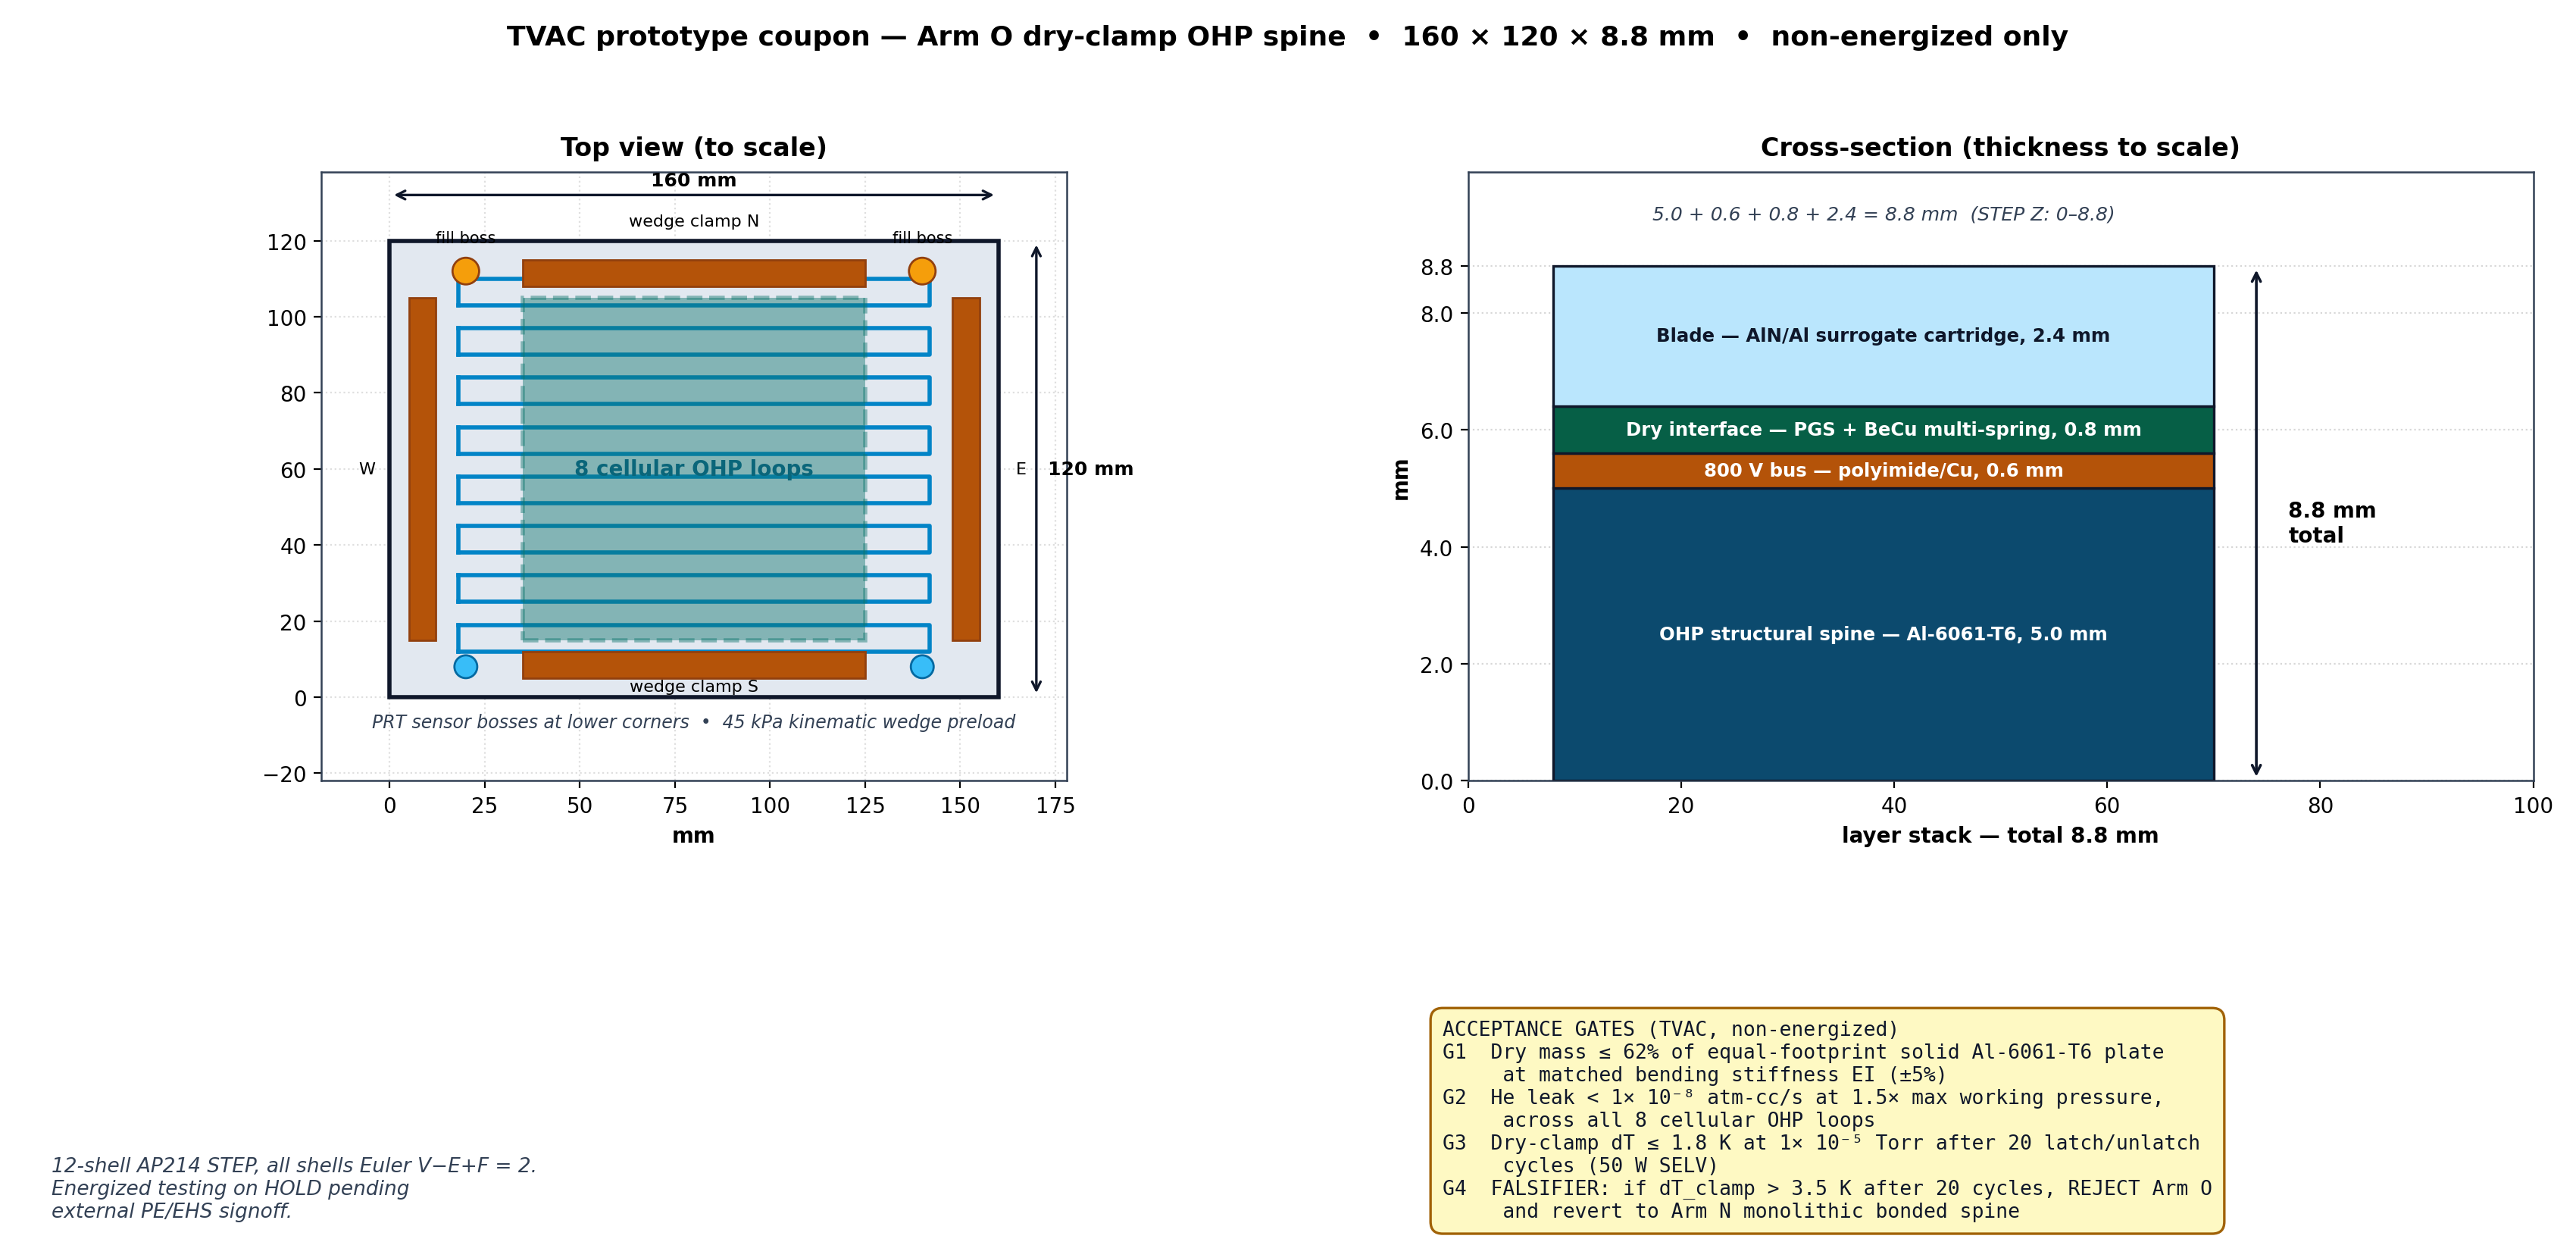 TVAC prototype coupon — Arm O dry-clamp OHP spine • 160 × 120 × 8.8 mm • non-energized only
Top view (to scale)
160 mm
wedge clamp N
fill boss
fill boss
120
100
80
60
40
20
0
−20
W
8 cellular OHP loops
E
120 mm
wedge clamp S
PRT sensor bosses at lower corners • 45 kPa kinematic wedge preload
0
25
50
75
100
125
150
175
mm
Cross-section (thickness to scale)
5.0 + 0.6 + 0.8 + 2.4 = 8.8 mm (STEP Z: 0–8.8)
8.8
8.0
6.0
4.0
2.0
0.0
mm
Blade — AlN/Al surrogate cartridge, 2.4 mm
Dry interface — PGS + BeCu multi-spring, 0.8 mm
800 V bus — polyimide/Cu, 0.6 mm
OHP structural spine — Al-6061-T6, 5.0 mm
8.8 mm
total
0
20
40
60
80
100
layer stack — total 8.8 mm
12-shell AP214 STEP, all shells Euler V−E+F = 2.
Energized testing on HOLD pending
external PE/EHS signoff.
ACCEPTANCE GATES (TVAC, non-energized)
G1 Dry mass ≤ 62% of equal-footprint solid Al-6061-T6 plate
at matched bending stiffness EI (±5%)
G2 He leak < 1× 10⁻⁸ atm-cc/s at 1.5× max working pressure,
across all 8 cellular OHP loops
G3 Dry-clamp dT ≤ 1.8 K at 1× 10⁻⁵ Torr after 20 latch/unlatch
cycles (50 W SELV)
G4 FALSIFIER: if dT_clamp > 3.5 K after 20 cycles, REJECT Arm O
and revert to Arm N monolithic bonded spine